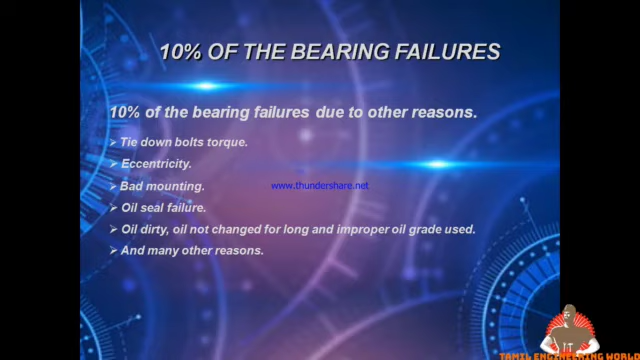 10% OF THE BEARING FAILURES
10% of the bearing failures due to other reasons.
➢ Tie down bolts torque.
➢ Eccentricity.
➢ Bad mounting.
www.thundershare.net
➢ Oil seal failure.
➢ Oil dirty, oil not changed for long and improper oil grade used.
➢ And many other reasons.
TAMIL ENGINEERING WORLD